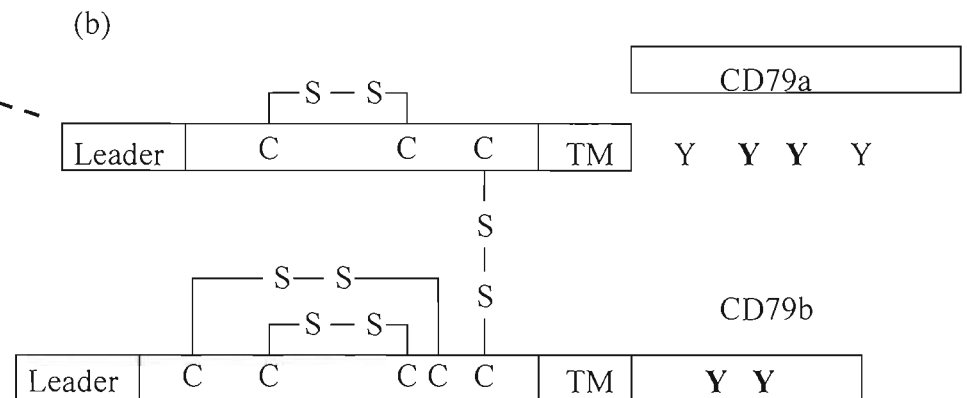 (b)
CD79a
S — S
Leader C C C TM Y Y Y Y
S
S — S
S
CD79b
S — S
Leader C C C C C TM Y Y